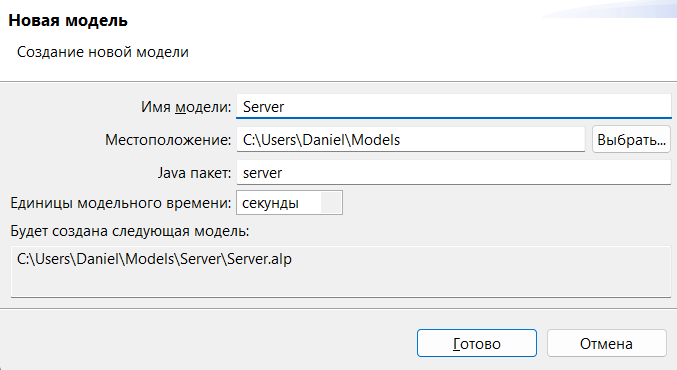 Новая модель
Создание новой модели
Имя модели: Server
Местоположение: C:\Users\Daniel\Models Выбрать...
Java пакет: server
Единицы модельного времени: секунды
Будет создана следующая модель:
C:\Users\Daniel\Models\Server\Server.alp
Готово Отмена